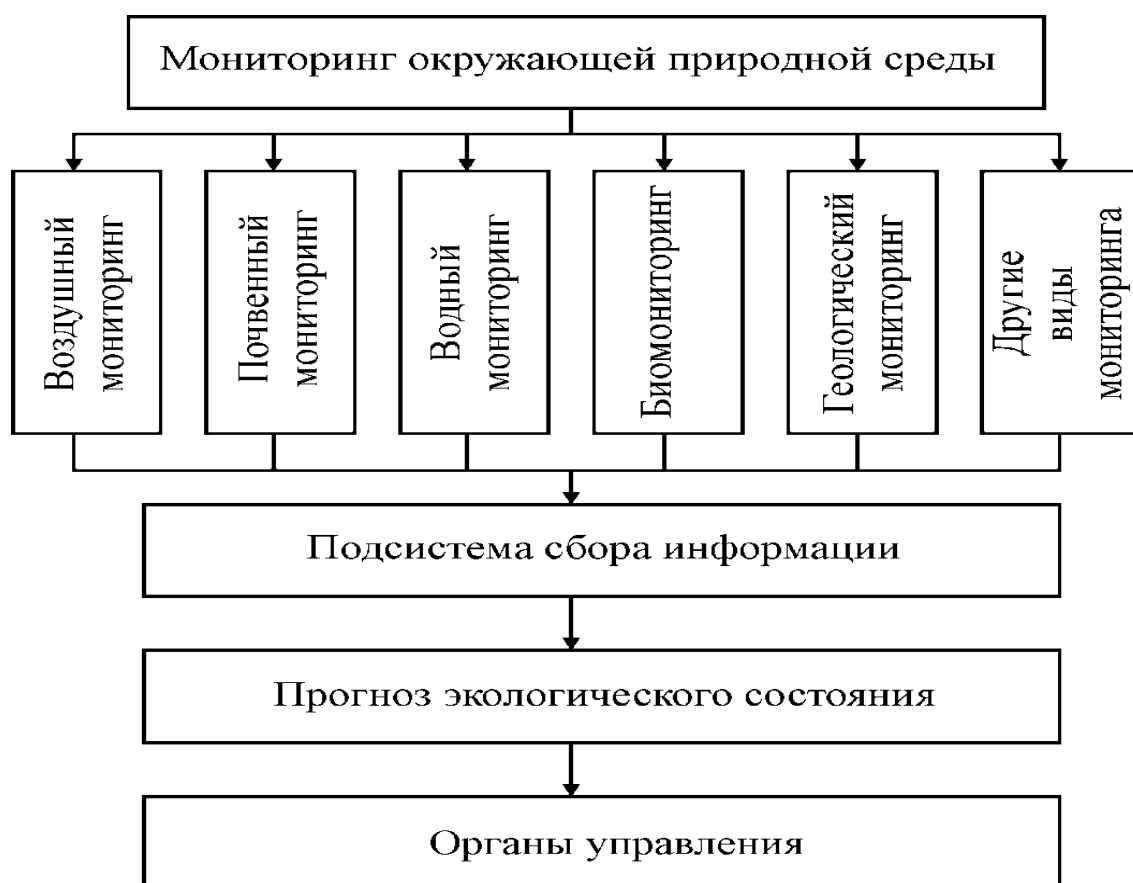 Мониторинг окружающей природной среды
Воздушный
мониторинг
Почвенный
мониторинг
Водный
мониторинг
Биомониторинг
Геологический
мониторинг
Другие
виды
мониторинга
Подсистема сбора информации
Прогноз экологического состояния
Органы управления